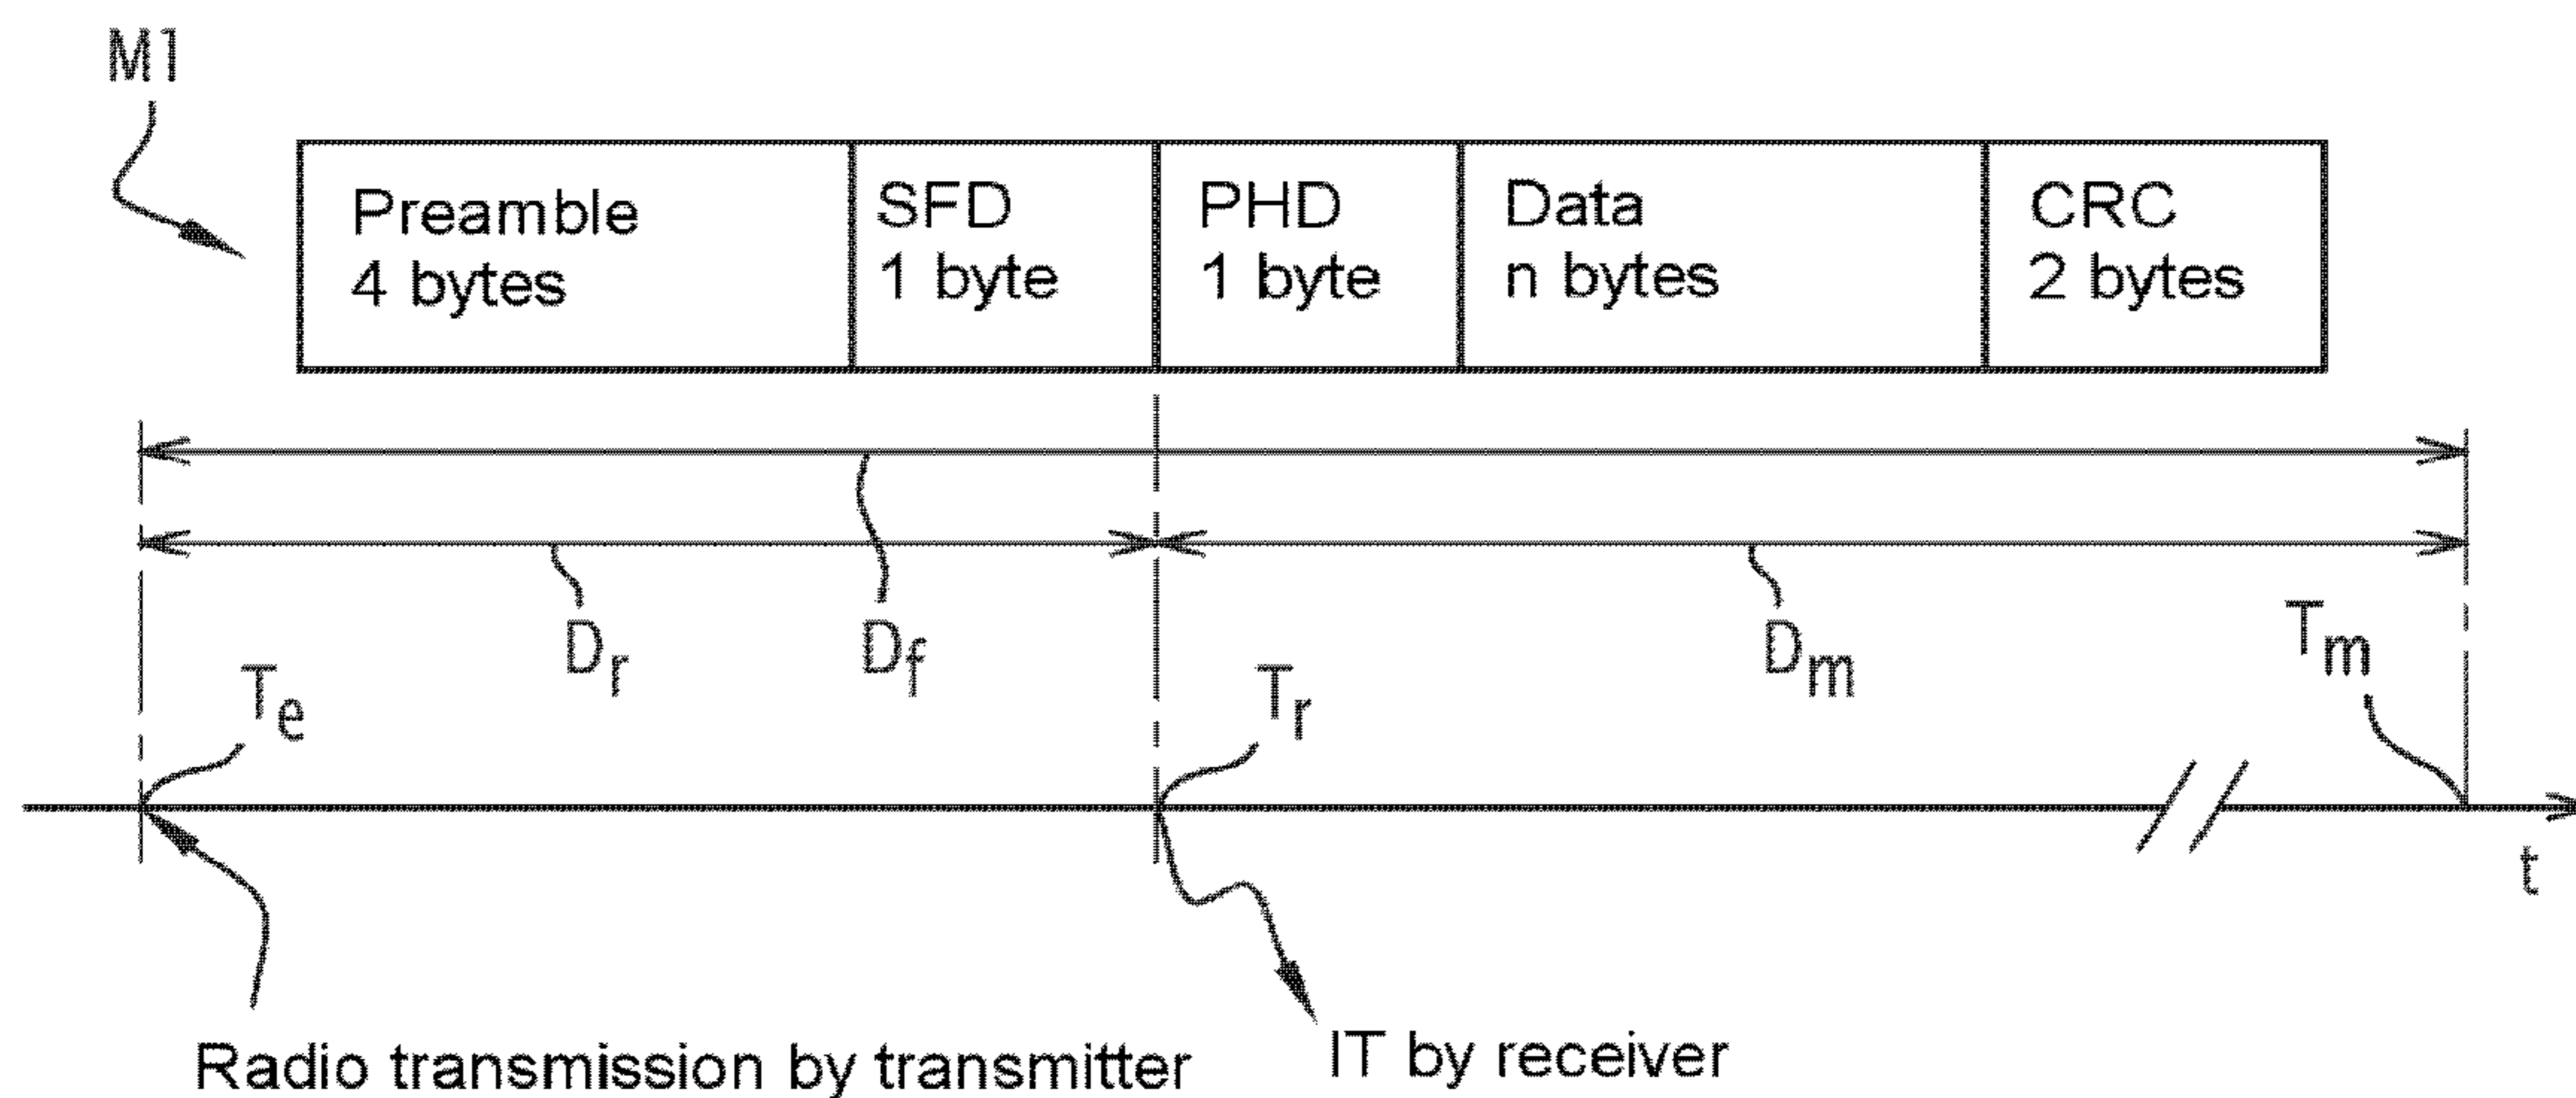 M1
Preamble
4 bytes
SFD
1 byte
PHD
1 byte
Data
n bytes
CRC
2 bytes
Dr
Df
Dm
Te
Tr
Tm
t
Radio transmission by transmitter
IT by receiver